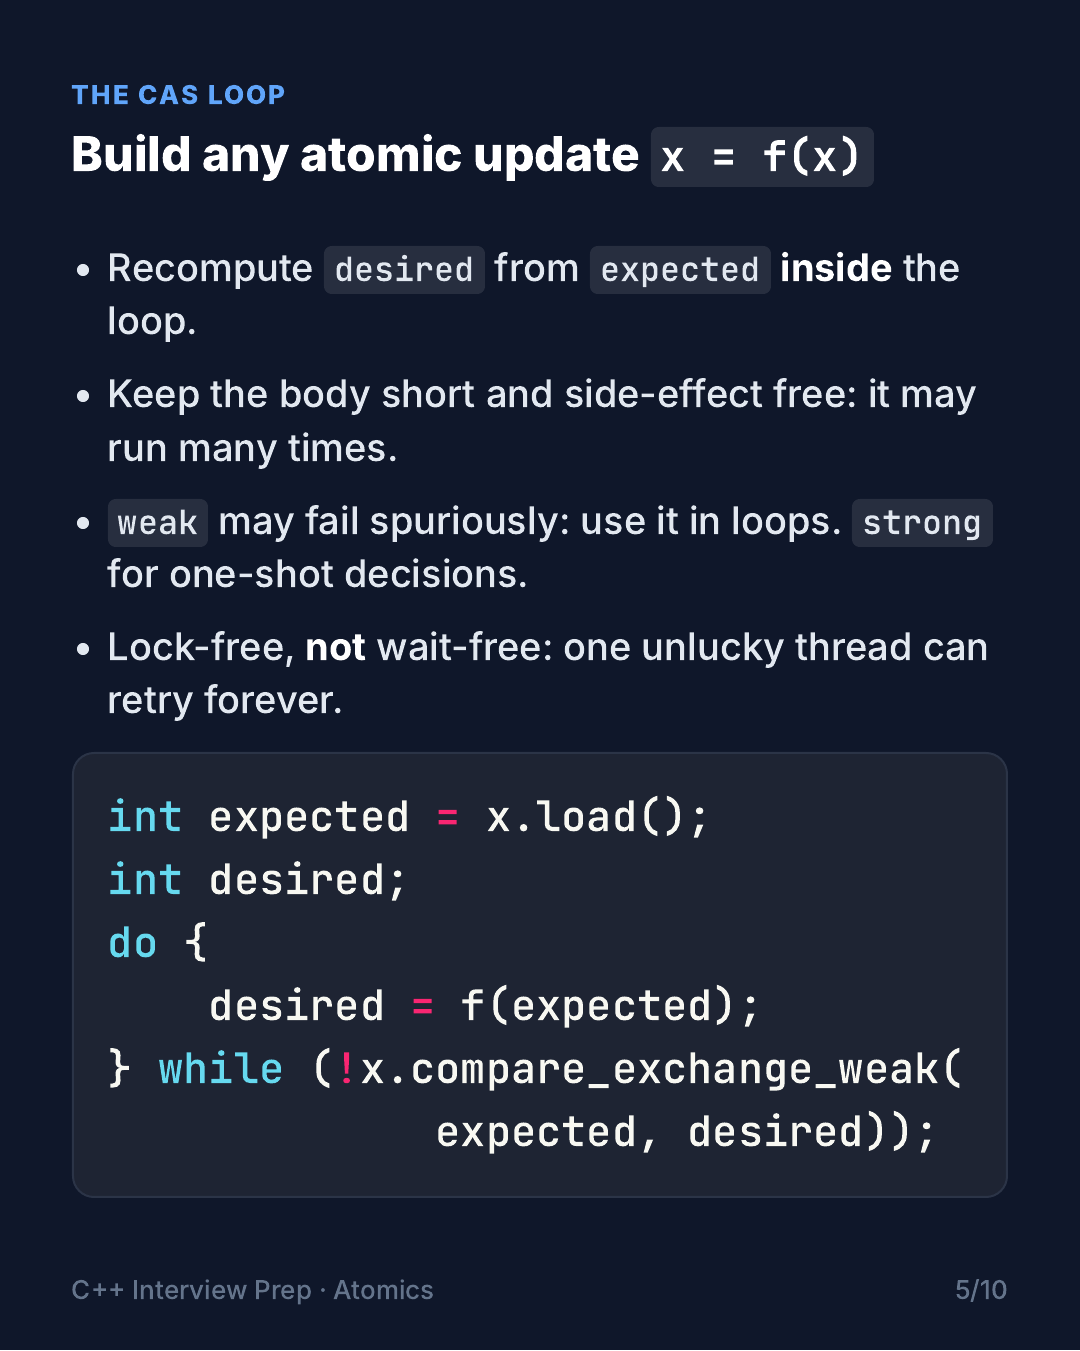 THE CAS LOOP
Build any atomic update x = f(x)
• Recompute desired from expected inside the
loop.
• Keep the body short and side-effect free: it may
run many times.
• weak may fail spuriously: use it in loops. strong
for one-shot decisions.
• Lock-free, not wait-free: one unlucky thread can
retry forever.
int expected = x.load();
int desired;
do {
    desired = f(expected);
} while (!x.compare_exchange_weak(
             expected, desired));
C++ Interview Prep · Atomics
5/10